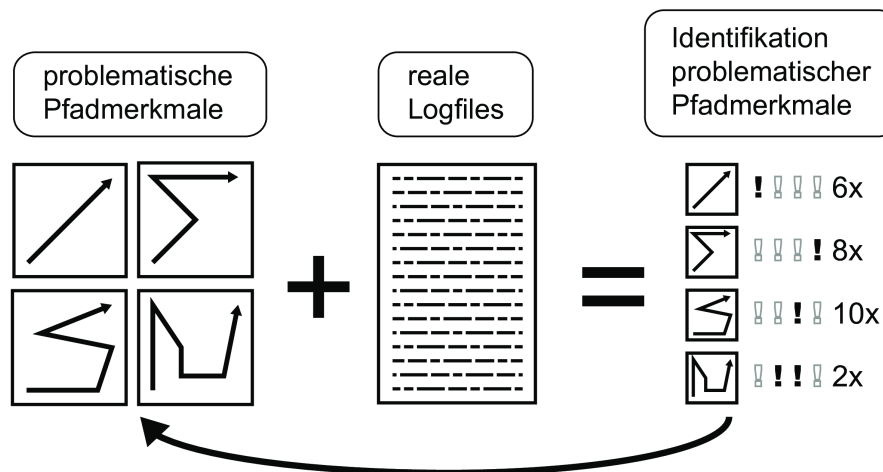 problematische
Pfadmerkmale
reale
Logfiles
Identifikation
problematischer
Pfadmerkmale
+
=
! ! ! ! 6x
! ! ! ! 8x
! ! ! ! 10x
! ! ! ! 2x